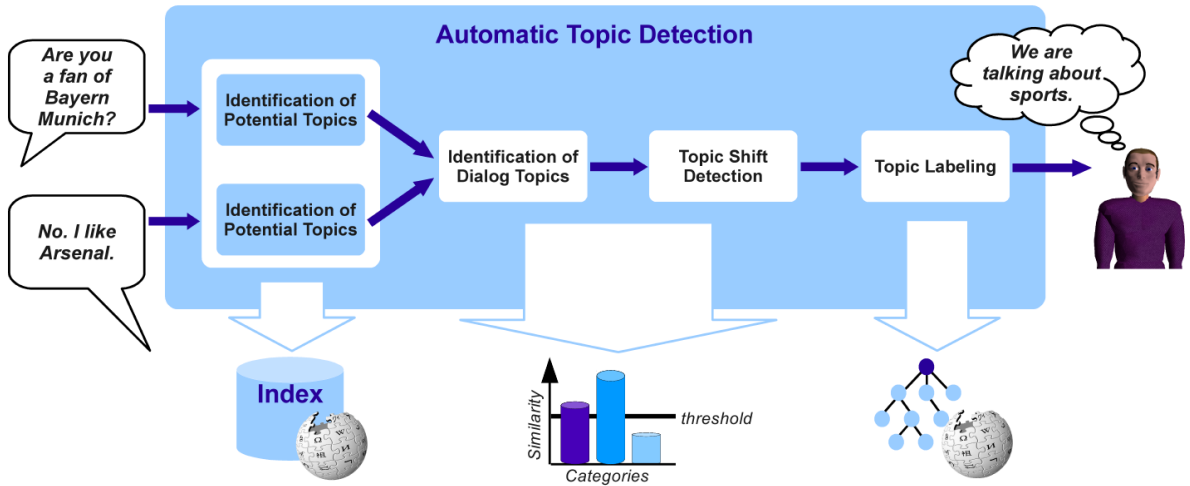 Automatic Topic Detection
Are you
a fan of
Bayern
Munich?
No. I like
Arsenal.
Identification of
Potential Topics
Identification of
Potential Topics
Identification of
Dialog Topics
Topic Shift
Detection
Topic Labeling
We are
talking about
sports.
Index
Similarity
threshold
Categories